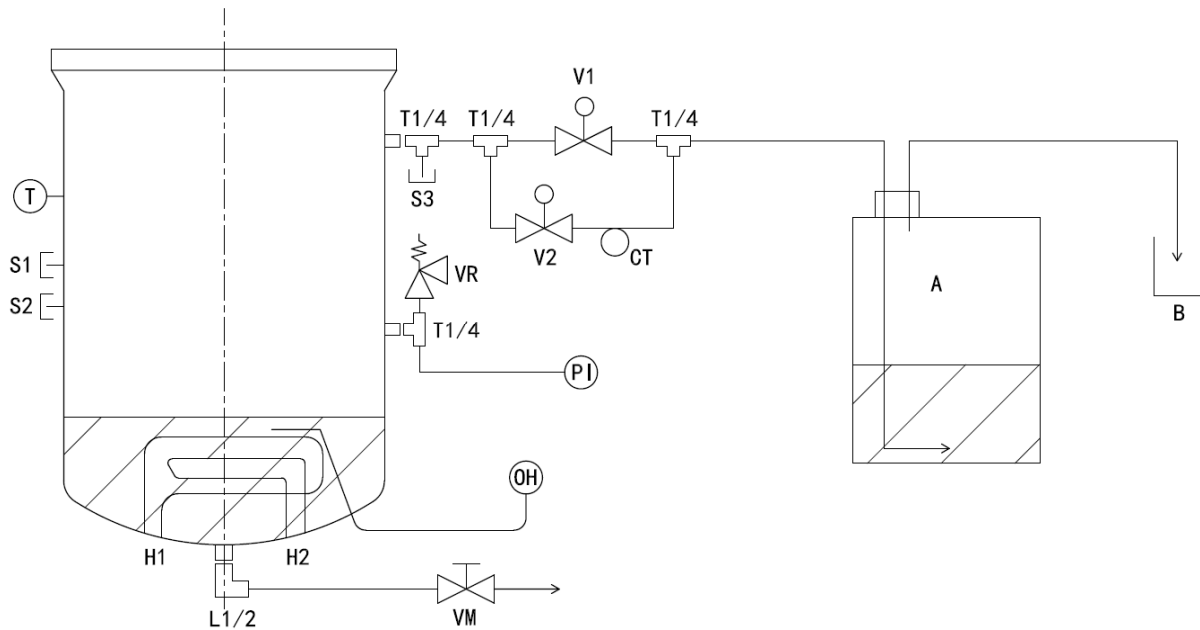 V1
T1/4 T1/4 T1/4
T
S3
S1
V2
CT
S2
VR
A
B
T1/4
PI
OH
H1
H2
L1/2
VM